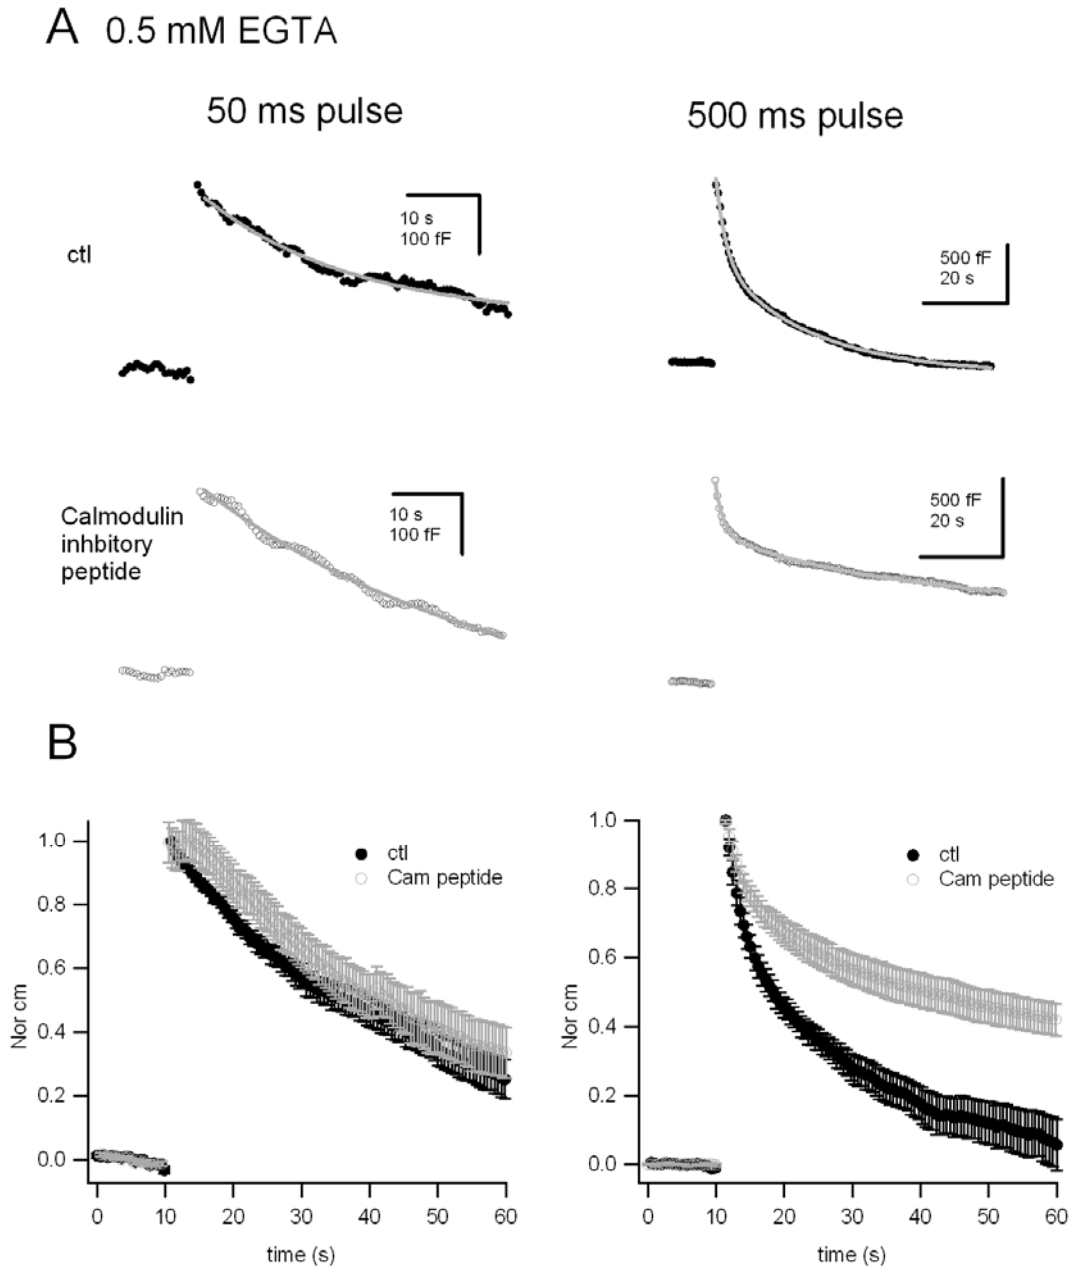 A 0.5 mM EGTA
50 ms pulse
500 ms pulse
ctl
10 s
100 fF
500 fF
20 s
Calmodulin
inhbitory
peptide
10 s
100 fF
500 fF
20 s
B
1.0
0.8
0.6
0.4
0.2
0.0
Nor cm
ctl
Cam peptide
0 10 20 30 40 50 60
time (s)
1.0
0.8
0.6
0.4
0.2
0.0
Nor cm
ctl
Cam peptide
0 10 20 30 40 50 60
time (s)